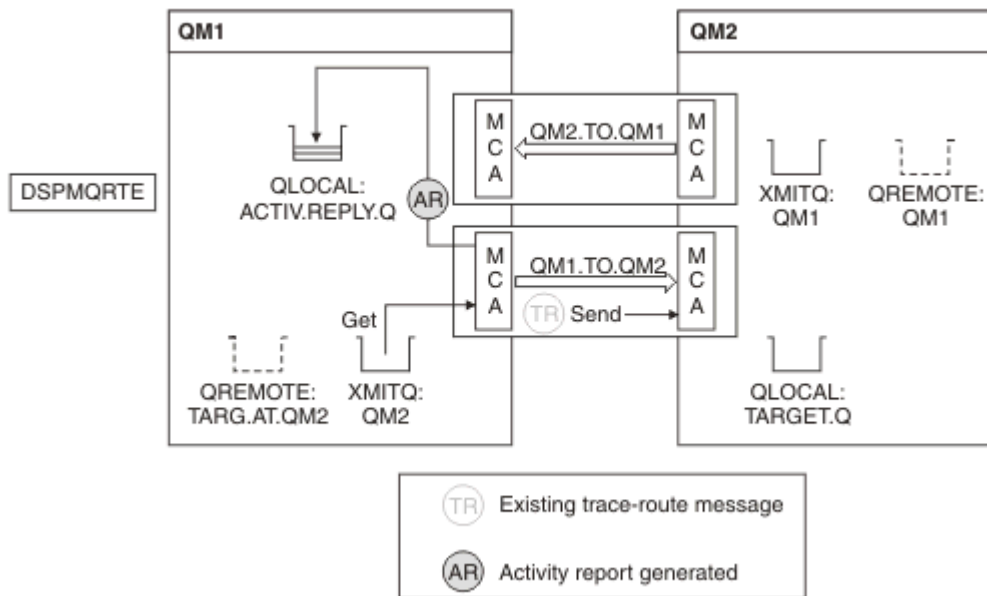 QM1
QM2
DSPMQRTE
QLOCAL:
ACTIV.REPLY.Q
AR
M
C
A
QM2.TO.QM1
M
C
A
XMITQ:
QM1
QREMOTE:
QM1
M
C
A
QM1.TO.QM2
TR Send
M
C
A
Get
QREMOTE:
TARG.AT.QM2
XMITQ:
QM2
QLOCAL:
TARGET.Q
TR Existing trace-route message
AR Activity report generated